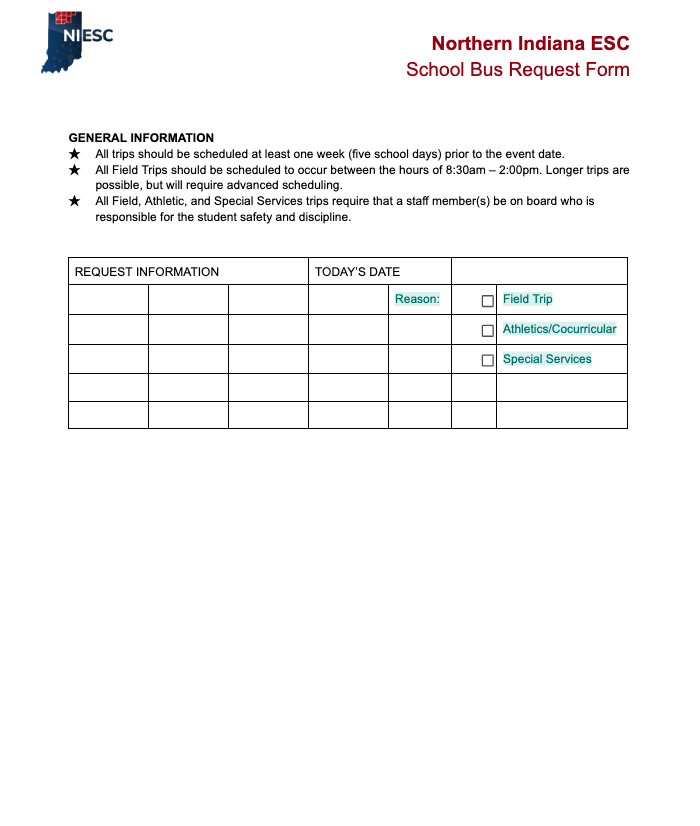 NIESC
Northern Indiana ESC
School Bus Request Form
GENERAL INFORMATION
★ All trips should be scheduled at least one week (five school days) prior to the event date.
★ All Field Trips should be scheduled to occur between the hours of 8:30am – 2:00pm. Longer trips are
possible, but will require advanced scheduling.
★ All Field, Athletic, and Special Services trips require that a staff member(s) be on board who is
responsible for the student safety and discipline.
REQUEST INFORMATION TODAY'S DATE
Reason: ☐ Field Trip
☐ Athletics/Cocurricular
☐ Special Services